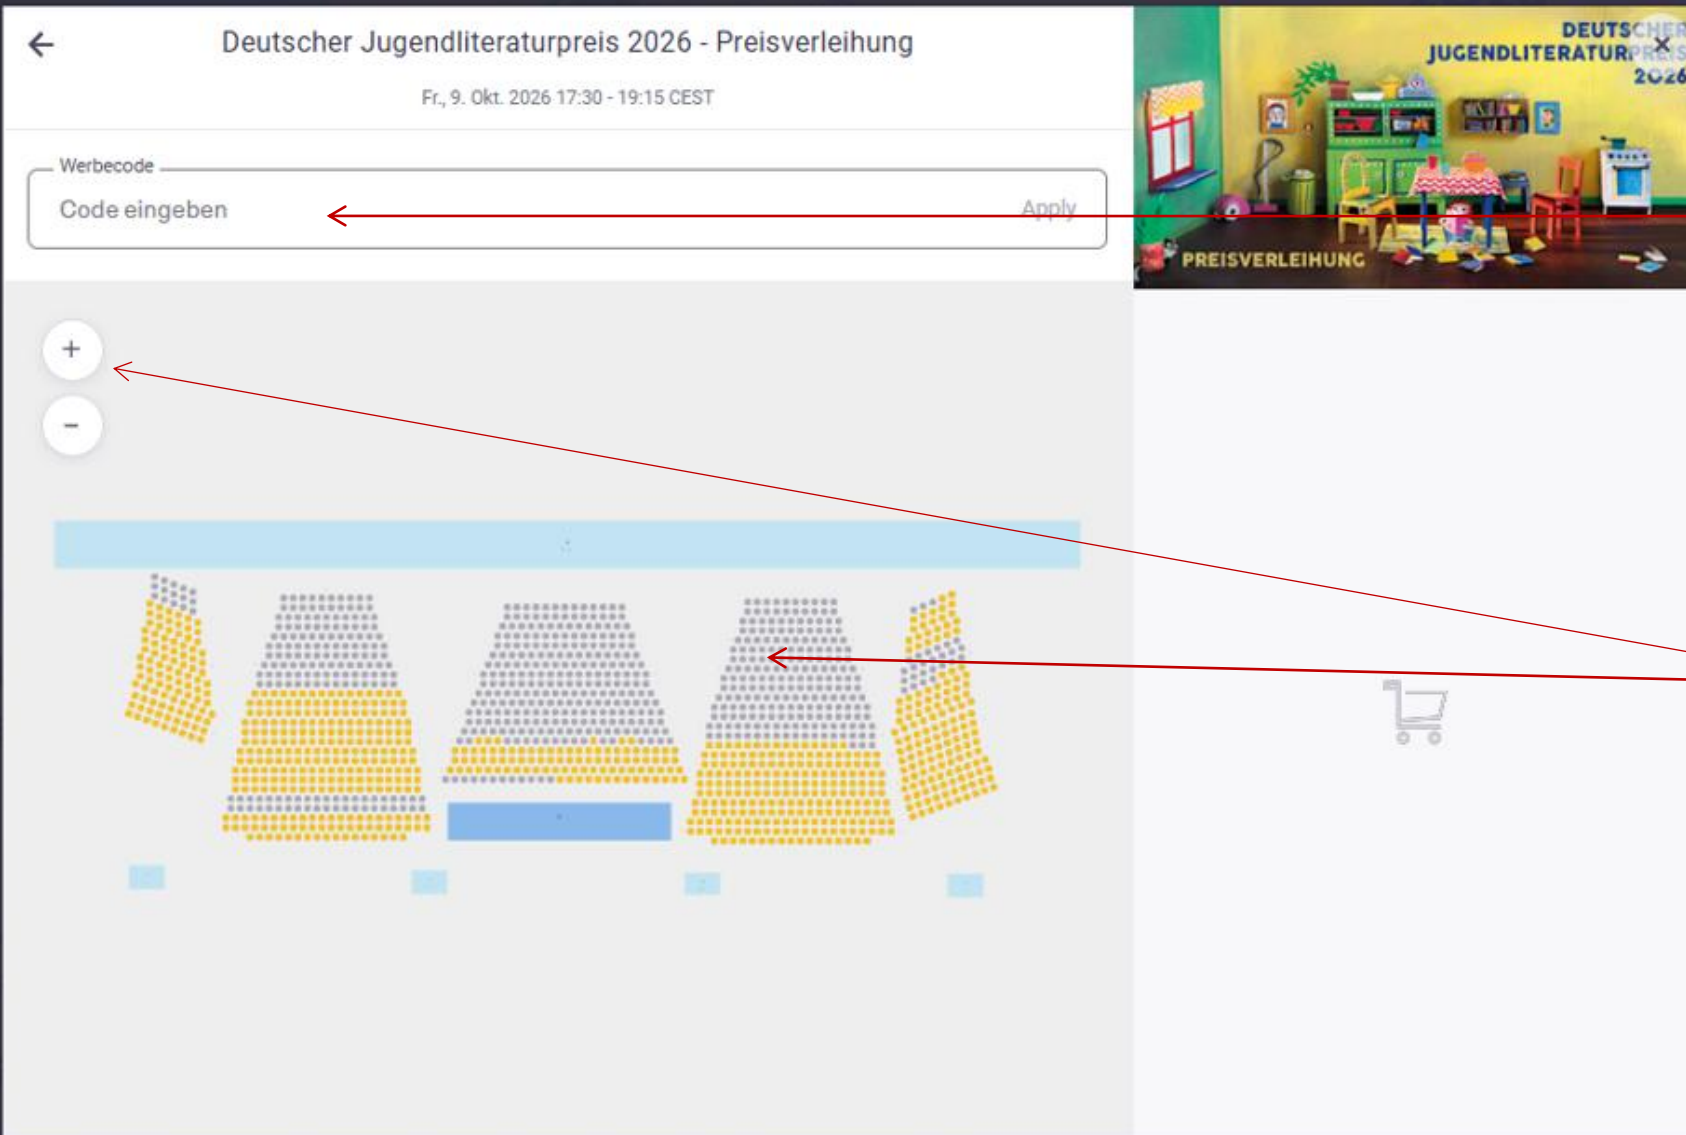 Deutscher Jugendliteraturpreis 2026 - Preisverleihung
Fr., 9. Okt. 2026 17:30 - 19:15 CEST
Werbecode
Code eingeben
Apply
DEUTSCHER
JUGENDLITERATURPREIS
2026
PREISVERLEIHUNG